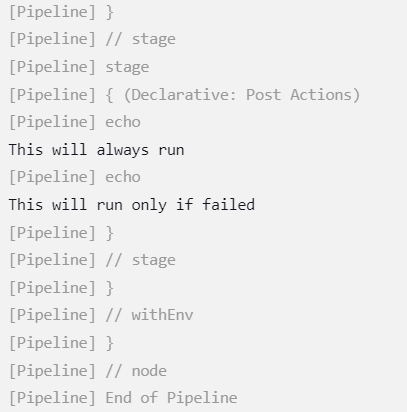 [Pipeline] }
[Pipeline] // stage
[Pipeline] stage
[Pipeline] { (Declarative: Post Actions)
[Pipeline] echo
This will always run
[Pipeline] echo
This will run only if failed
[Pipeline] }
[Pipeline] // stage
[Pipeline] }
[Pipeline] // withEnv
[Pipeline] }
[Pipeline] // node
[Pipeline] End of Pipeline